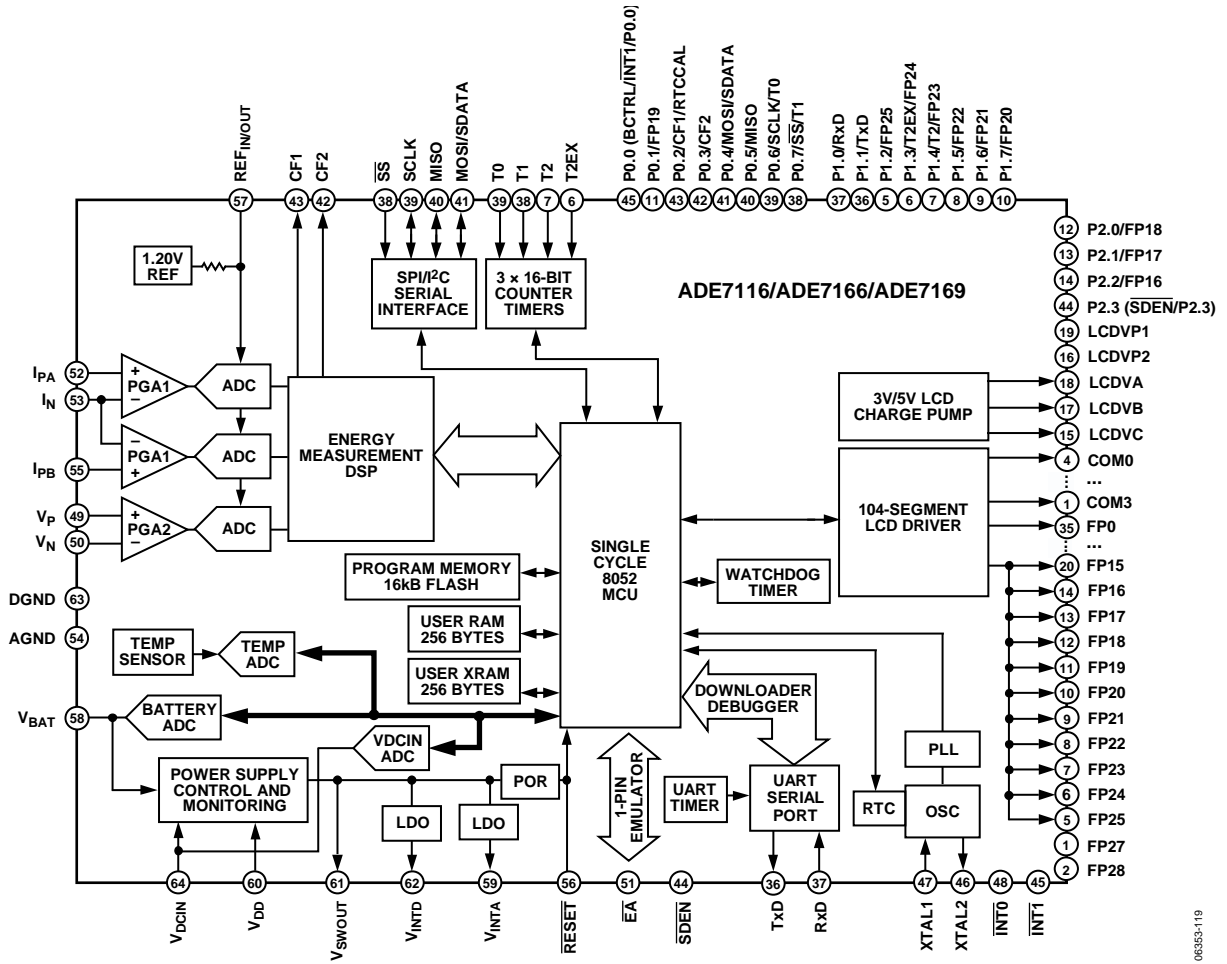 P0.0 (BCTRL/INT1/P0.0)
P0.1/FP19
P0.2/CF1/RTCCAL
P0.3/CF2
P0.4/MOSI/SDATA
P0.5/MISO
P0.6/SCLK/T0
P0.7/SS/T1
P1.0/RxD
P1.1/TxD
P1.2/FP25
P1.3/T2EX/FP24
P1.4/T2/FP23
P1.5/FP22
P1.6/FP21
P1.7/FP20
REFIN/OUT
CF1
CF2
SS
SCLK
MISO
MOSI/SDATA
T0
T1
T2
T2EX
57
43
42
38
39
40
41
39
38
7
6
45
11
43
42
41
40
39
38
37
36
5
6
7
8
9
10
12 P2.0/FP18
13 P2.1/FP17
14 P2.2/FP16
44 P2.3 (SDEN/P2.3)
19 LCDVP1
16 LCDVP2
18 LCDVA
17 LCDVB
15 LCDVC
4 COM0
...
1 COM3
35 FP0
...
20 FP15
14 FP16
13 FP17
12 FP18
11 FP19
10 FP20
9 FP21
8 FP22
7 FP23
6 FP24
5 FP25
1 FP27
2 FP28
1.20V
REF
SPI/I2C
SERIAL
INTERFACE
3 × 16-BIT
COUNTER
TIMERS
ADE7116/ADE7166/ADE7169
IPA 52
IN 53
IPB 55
VP 49
VN 50
DGND 63
AGND 54
VBAT 58
+
PGA1
−
ADC
−
PGA1
+
ADC
+
PGA2
−
ADC
ENERGY
MEASUREMENT
DSP
3V/5V LCD
CHARGE PUMP
104-SEGMENT
LCD DRIVER
SINGLE
CYCLE
8052
MCU
PROGRAM MEMORY
16kB FLASH
WATCHDOG
TIMER
USER RAM
256 BYTES
USER XRAM
256 BYTES
TEMP
SENSOR
TEMP
ADC
BATTERY
ADC
VDCIN
ADC
DOWNLOADER
DEBUGGER
POWER SUPPLY
CONTROL AND
MONITORING
POR
LDO
LDO
1-PIN
EMULATOR
UART
TIMER
UART
SERIAL
PORT
PLL
RTC
OSC
64
60
61
62
59
56
51
44
36
37
47
46
48
45
VDCIN
VDD
VSWOUT
VINTD
VINTA
RESET
EA
SDEN
TxD
RxD
XTAL1
XTAL2
INT0
INT1
06353-119